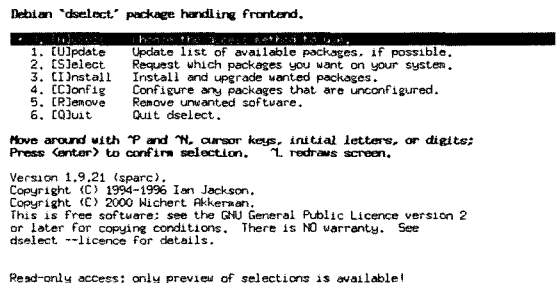 Debian `dselect' package handling frontend.
Choose the access method to use.
1. [U]pdate Update list of available packages, if possible.
2. [S]elect Request which packages you want on your system.
3. [I]nstall Install and upgrade wanted packages.
4. [C]onfig Configure any packages that are unconfigured.
5. [R]emove Remove unwanted software.
6. [Q]uit Quit dselect.
Move around with ^P and ^N, cursor keys, initial letters, or digits;
Press <enter> to confirm selection. ^L redraws screen.
Version 1.9.21 (sparc).
Copyright (C) 1994-1996 Ian Jackson.
Copyright (C) 2000 Wichert Akkerman.
This is free software; see the GNU General Public Licence version 2
or later for copying conditions. There is NO warranty. See
dselect --licence for details.
Read-only access: only preview of selections is available!